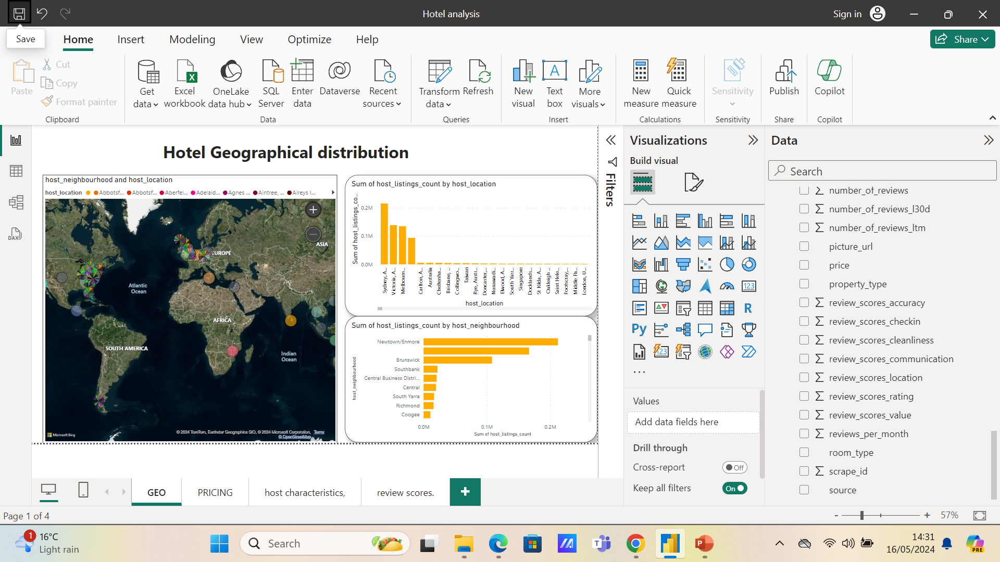 Hotel analysis
Sign in
Save
Home
Insert
Modeling
View
Optimize
Help
Share
Paste
Cut
Copy
Format painter
Clipboard
Get data
Excel workbook
OneLake data hub
SQL Server
Enter data
Dataverse
Recent sources
Data
Transform data
Refresh
Queries
New visual
Text box
More visuals
Insert
New measure
Quick measure
Calculations
Sensitivity
Sensitivity
Publish
Share
Copilot
Copilot
Hotel Geographical distribution
host_neighbourhood and host_location
host_location Abbotsf... Abbotsf... Aberfel... Adelaid... Agnes ... Aintree, ... Aireys I...
ASIA
EUROPE
Atlantic Ocean
AFRICA
SOUTH AMERICA
Indian Ocean
Microsoft Bing
© 2024 TomTom, Earthstar Geographics SIO, © 2024 Microsoft Corporation, Terms
© OpenStreetMap
Sum of host_listings_count by host_location
Sum of host_listings_co...
0.2M
0.1M
0.0M
Sydney, A...
Victoria, A...
Melbourn...
Carlton, A...
Australia
Cheltenha...
Brisbane, ...
Collingwo...
Taiwan
Rye, Austr...
Doncaster,...
Nunawadi...
Elwood, A...
South Yarr...
Singapore
Docklands...
St Kilda, A...
Oakleigh ...
Saint Hele...
Footscray,...
Middle Pa...
London, U...
host_location
Sum of host_listings_count by host_neighbourhood
host_neighbourhood
Newtown/Enmore
Brunswick
Southbank
Central Business Distri...
Central
South Yarra
Richmond
Coogee
0.0M 0.1M 0.2M
Sum of host_listings_count
Filters
Visualizations
Build visual
123
R
Py
123
...
Values
Add data fields here
Drill through
Cross-report Off
Keep all filters On
Data
Search
number_of_reviews
number_of_reviews_l30d
number_of_reviews_ltm
picture_url
price
property_type
review_scores_accuracy
review_scores_checkin
review_scores_cleanliness
review_scores_communication
review_scores_location
review_scores_rating
review_scores_value
reviews_per_month
room_type
scrape_id
source
DAX
GEO
PRICING
host characteristics,
review scores.
Page 1 of 4
57%
1
16°C
Light rain
Search
PRE
14:31
16/05/2024